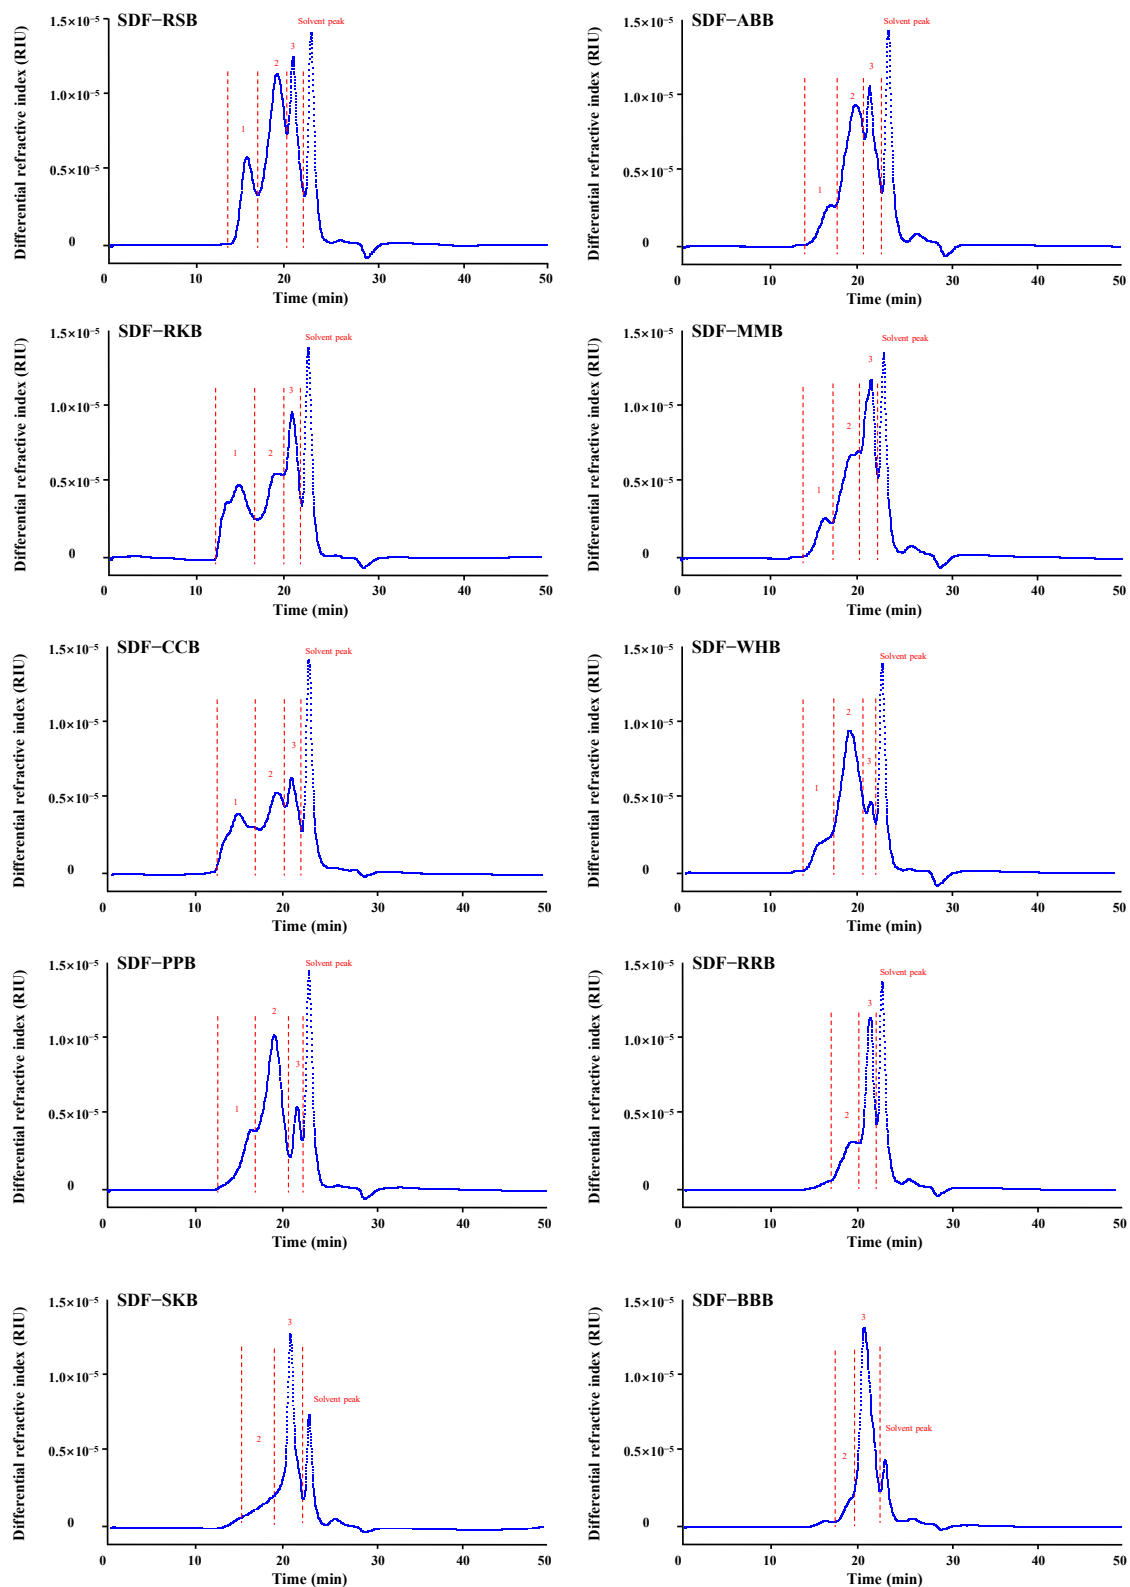 SDF−RSB
Differential refractive index (RIU)
1.5×10⁻⁵
1.0×10⁻⁵
0.5×10⁻⁵
0
1
2
3
Solvent peak
0 10 20 30 40 50
Time (min)
SDF−ABB
Differential refractive index (RIU)
1.5×10⁻⁵
1.0×10⁻⁵
0.5×10⁻⁵
0
1
2
3
Solvent peak
0 10 20 30 40 50
Time (min)
SDF−RKB
Differential refractive index (RIU)
1.5×10⁻⁵
1.0×10⁻⁵
0.5×10⁻⁵
0
1
2
3
Solvent peak
0 10 20 30 40 50
Time (min)
SDF−MMB
Differential refractive index (RIU)
1.5×10⁻⁵
1.0×10⁻⁵
0.5×10⁻⁵
0
1
2
3
Solvent peak
0 10 20 30 40 50
Time (min)
SDF−CCB
Differential refractive index (RIU)
1.5×10⁻⁵
1.0×10⁻⁵
0.5×10⁻⁵
0
1
2
3
Solvent peak
0 10 20 30 40 50
Time (min)
SDF−WHB
Differential refractive index (RIU)
1.5×10⁻⁵
1.0×10⁻⁵
0.5×10⁻⁵
0
1
2
3
Solvent peak
0 10 20 30 40 50
Time (min)
SDF−PPB
Differential refractive index (RIU)
1.5×10⁻⁵
1.0×10⁻⁵
0.5×10⁻⁵
0
1
2
3
Solvent peak
0 10 20 30 40 50
Time (min)
SDF−RRB
Differential refractive index (RIU)
1.5×10⁻⁵
1.0×10⁻⁵
0.5×10⁻⁵
0
2
3
Solvent peak
0 10 20 30 40 50
Time (min)
SDF−SKB
Differential refractive index (RIU)
1.5×10⁻⁵
1.0×10⁻⁵
0.5×10⁻⁵
0
2
3
Solvent peak
0 10 20 30 40 50
Time (min)
SDF−BBB
Differential refractive index (RIU)
1.5×10⁻⁵
1.0×10⁻⁵
0.5×10⁻⁵
0
2
3
Solvent peak
0 10 20 30 40 50
Time (min)